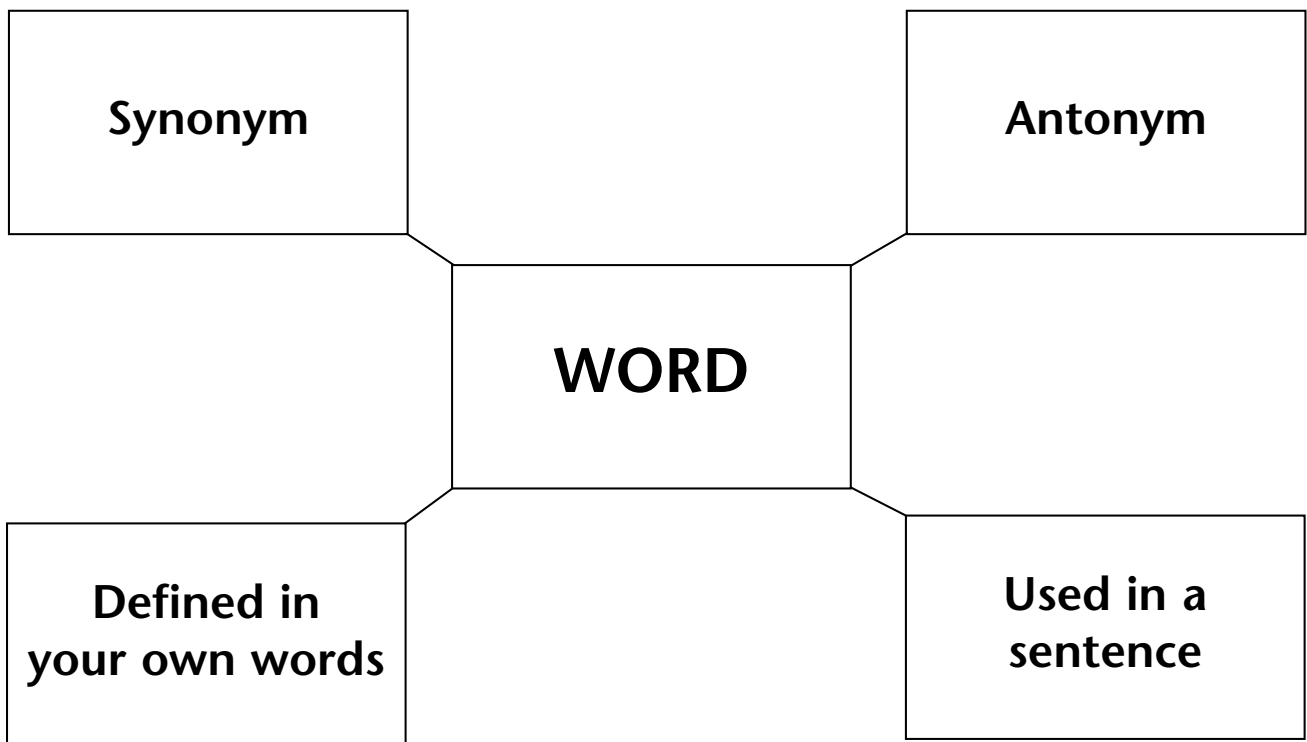 Synonym
Antonym
WORD
Defined in
your own words
Used in a
sentence